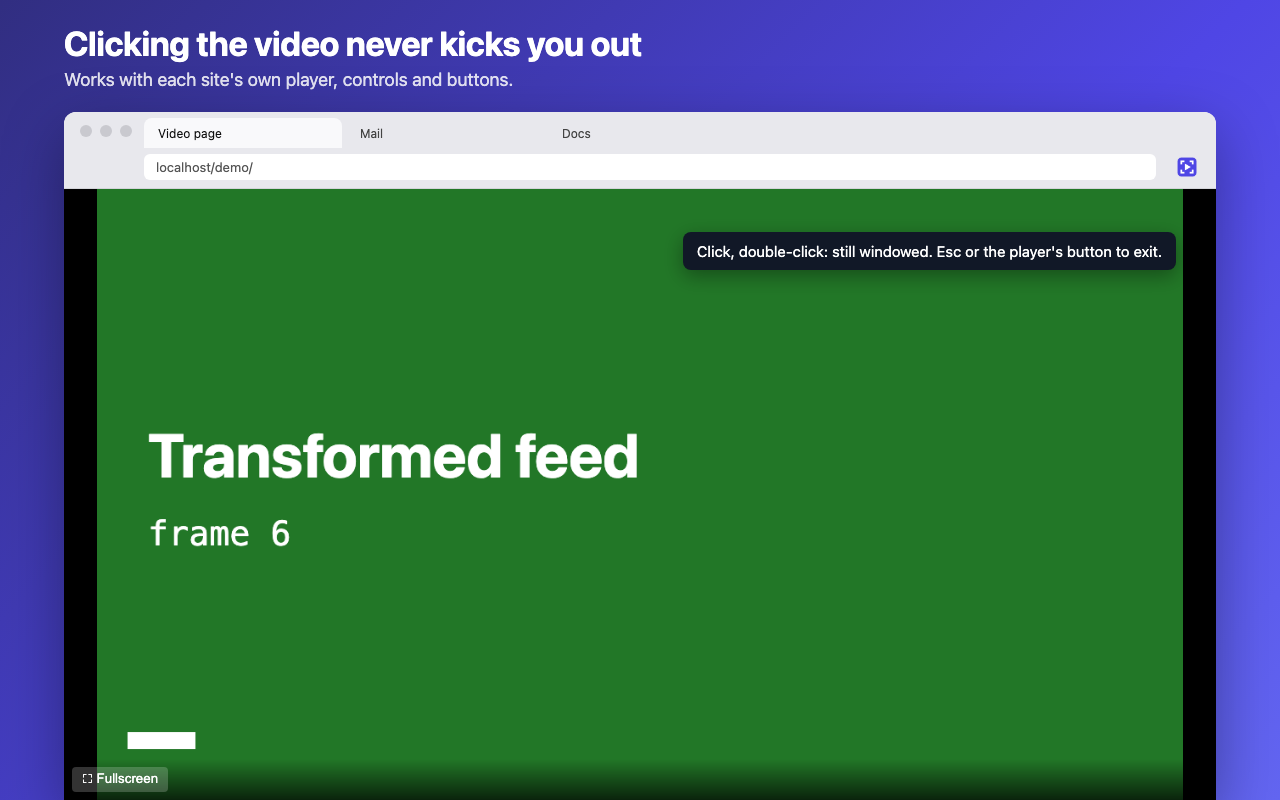 Clicking the video never kicks you out
Works with each site's own player, controls and buttons.
Video page
Mail
Docs
localhost/demo/
Click, double-click: still windowed. Esc or the player's button to exit.
Transformed feed
frame 6
Fullscreen